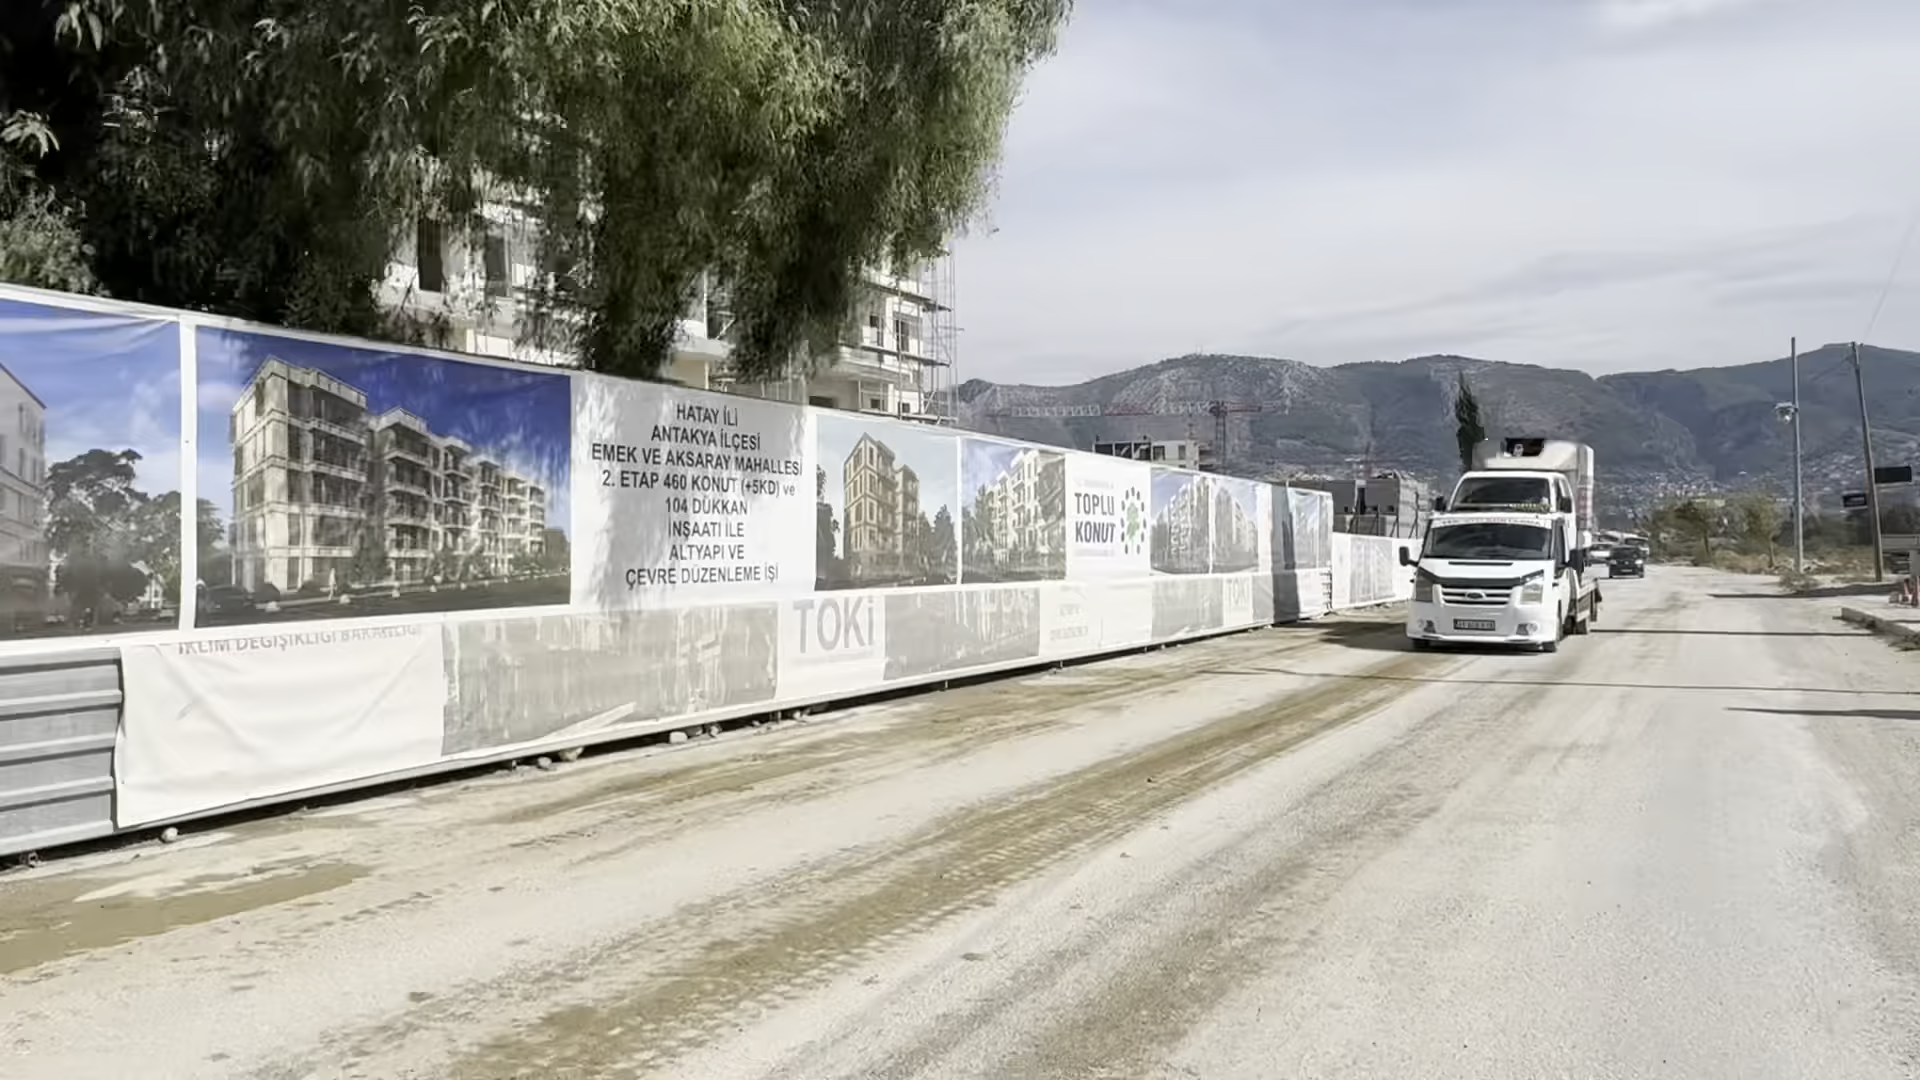 HATAY İLİ
ANTAKYA İLÇESİ
EMEK VE AKSARAY MAHALLESİ
2. ETAP 460 KONUT (+5KD) ve
104 DÜKKAN
İNŞAATI İLE
ALTYAPI VE
ÇEVRE DÜZENLEME İŞİ
TOPLU
KONUT
İKLİM DEĞİŞİKLİĞİ BAKANLIĞI
TOKİ
TOKİ